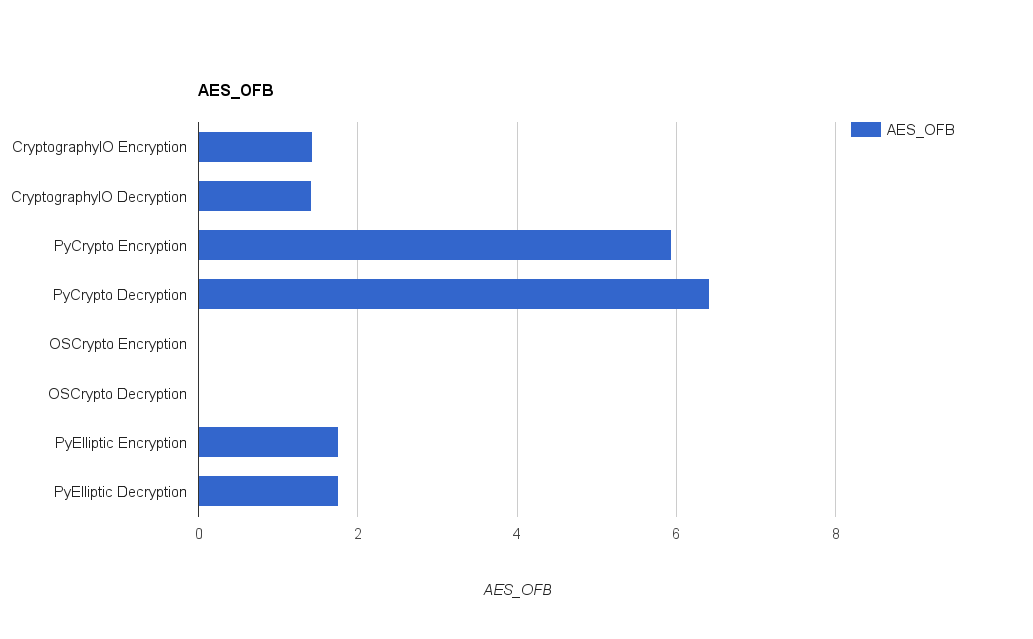 AES_OFB
AES_OFB
CryptographyIO Encryption
CryptographyIO Decryption
PyCrypto Encryption
PyCrypto Decryption
OSCrypto Encryption
OSCrypto Decryption
PyElliptic Encryption
PyElliptic Decryption
0 2 4 6 8
AES_OFB